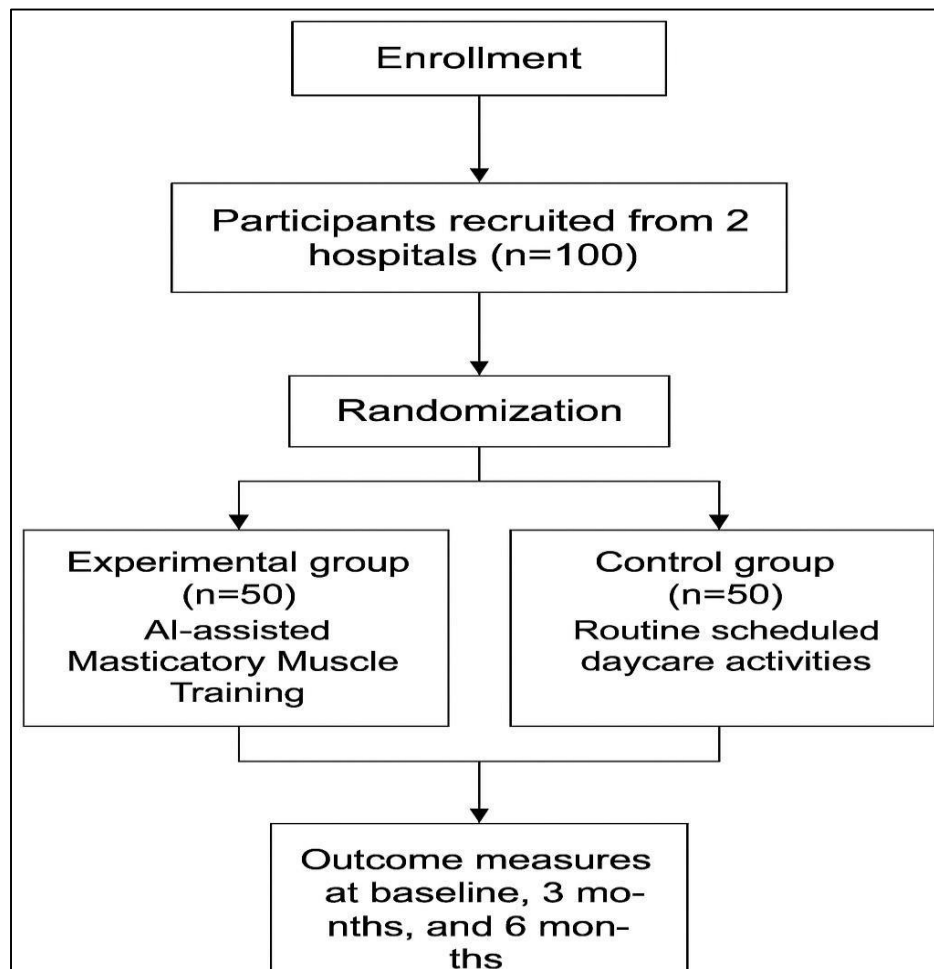 Enrollment
Participants recruited from 2
hospitals (n=100)
Randomization
Experimental group
(n=50)
AI-assisted
Masticatory Muscle
Training
Control group
(n=50)
Routine scheduled
daycare activities
Outcome measures
at baseline, 3 mo-
nths, and 6 mon-
ths